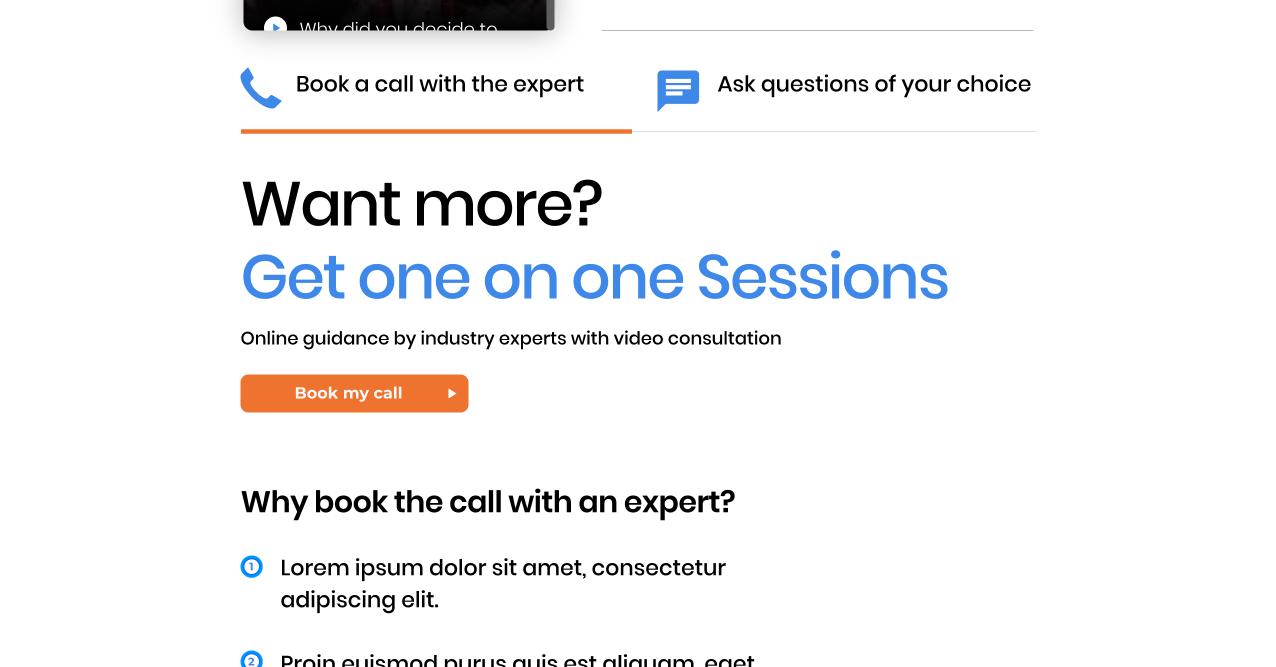 Why did you decide to
Book a call with the expert
Ask questions of your choice
Want more?
Get one on one Sessions
Online guidance by industry experts with video consultation
Book my call
Why book the call with an expert?
1 Lorem ipsum dolor sit amet, consectetur
adipiscing elit.
2 Proin euismod purus quis est aliquam, eget